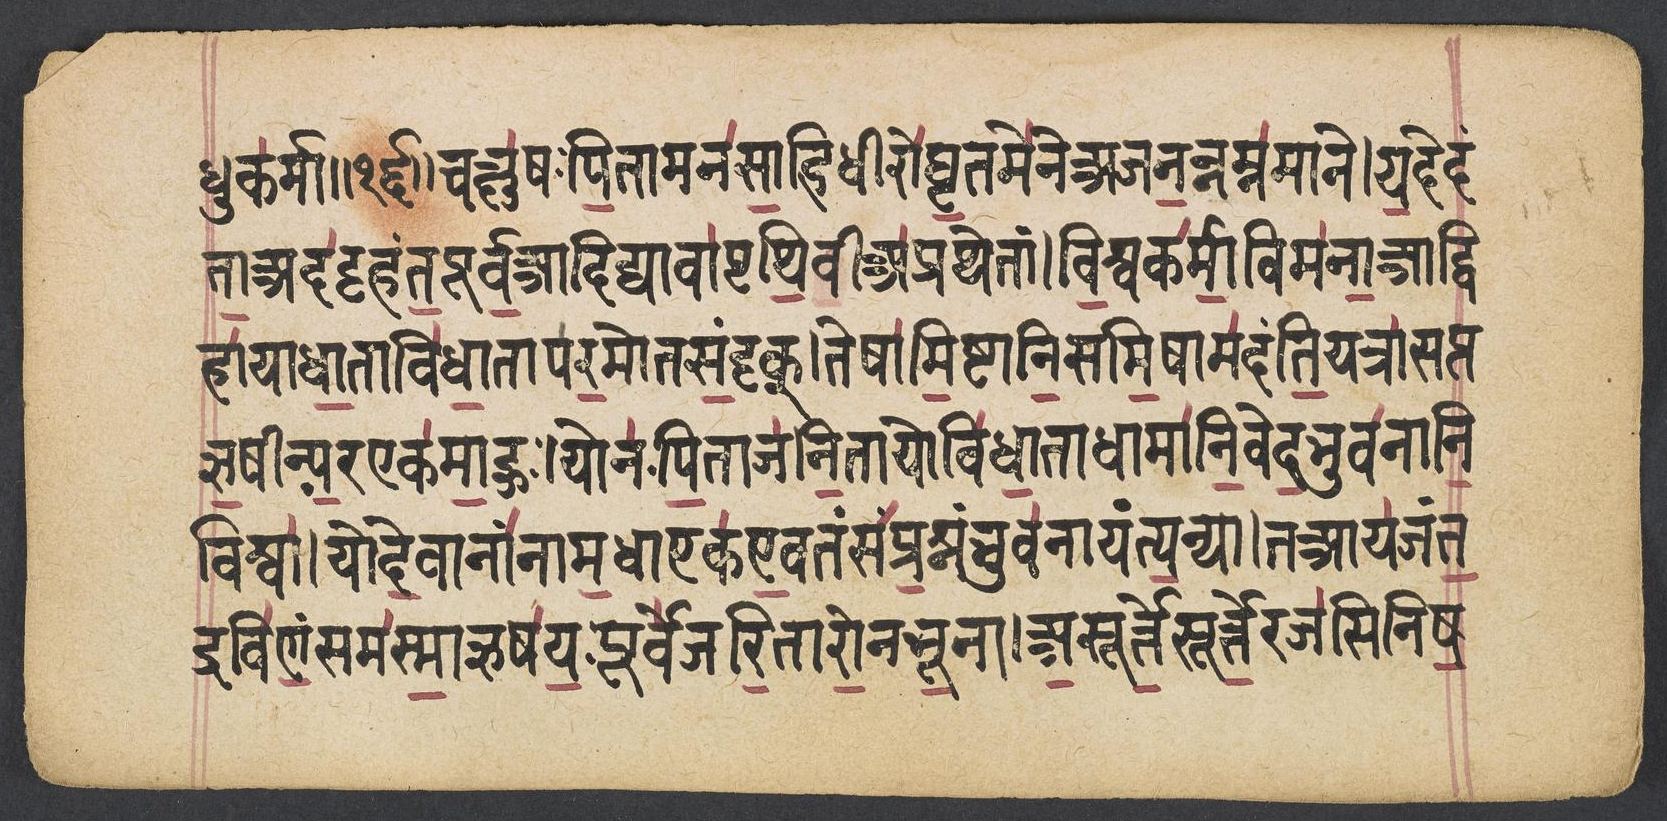 धुकर्मा॥१६॥चक्षुषःपितामनसाहिधीरोघृतमेनेअजनन्नम्नमाने।यदेदं
ताअददृहंतपूर्वआदिद्यावापृथिवीअप्रथेतां।विश्वकर्माविमनाआद्वि
हायाधाताविधातापरमोतसंदृक्।तेषामिष्टानिसमिषामदंतियत्रासप्त
ऋषीन्परएकमाहुः।योनःपिताजनितायोविधाताधामानिवेदभुवनानि
विश्वा।योदेवानांनामधाएकएवतंसंप्रश्नंभुवनायंत्यन्या।तआयजंत
द्रविणंसमस्माऋषयःपूर्वेजरितारोनभूना।असूर्त्तेसूर्त्तेरजसिनिष